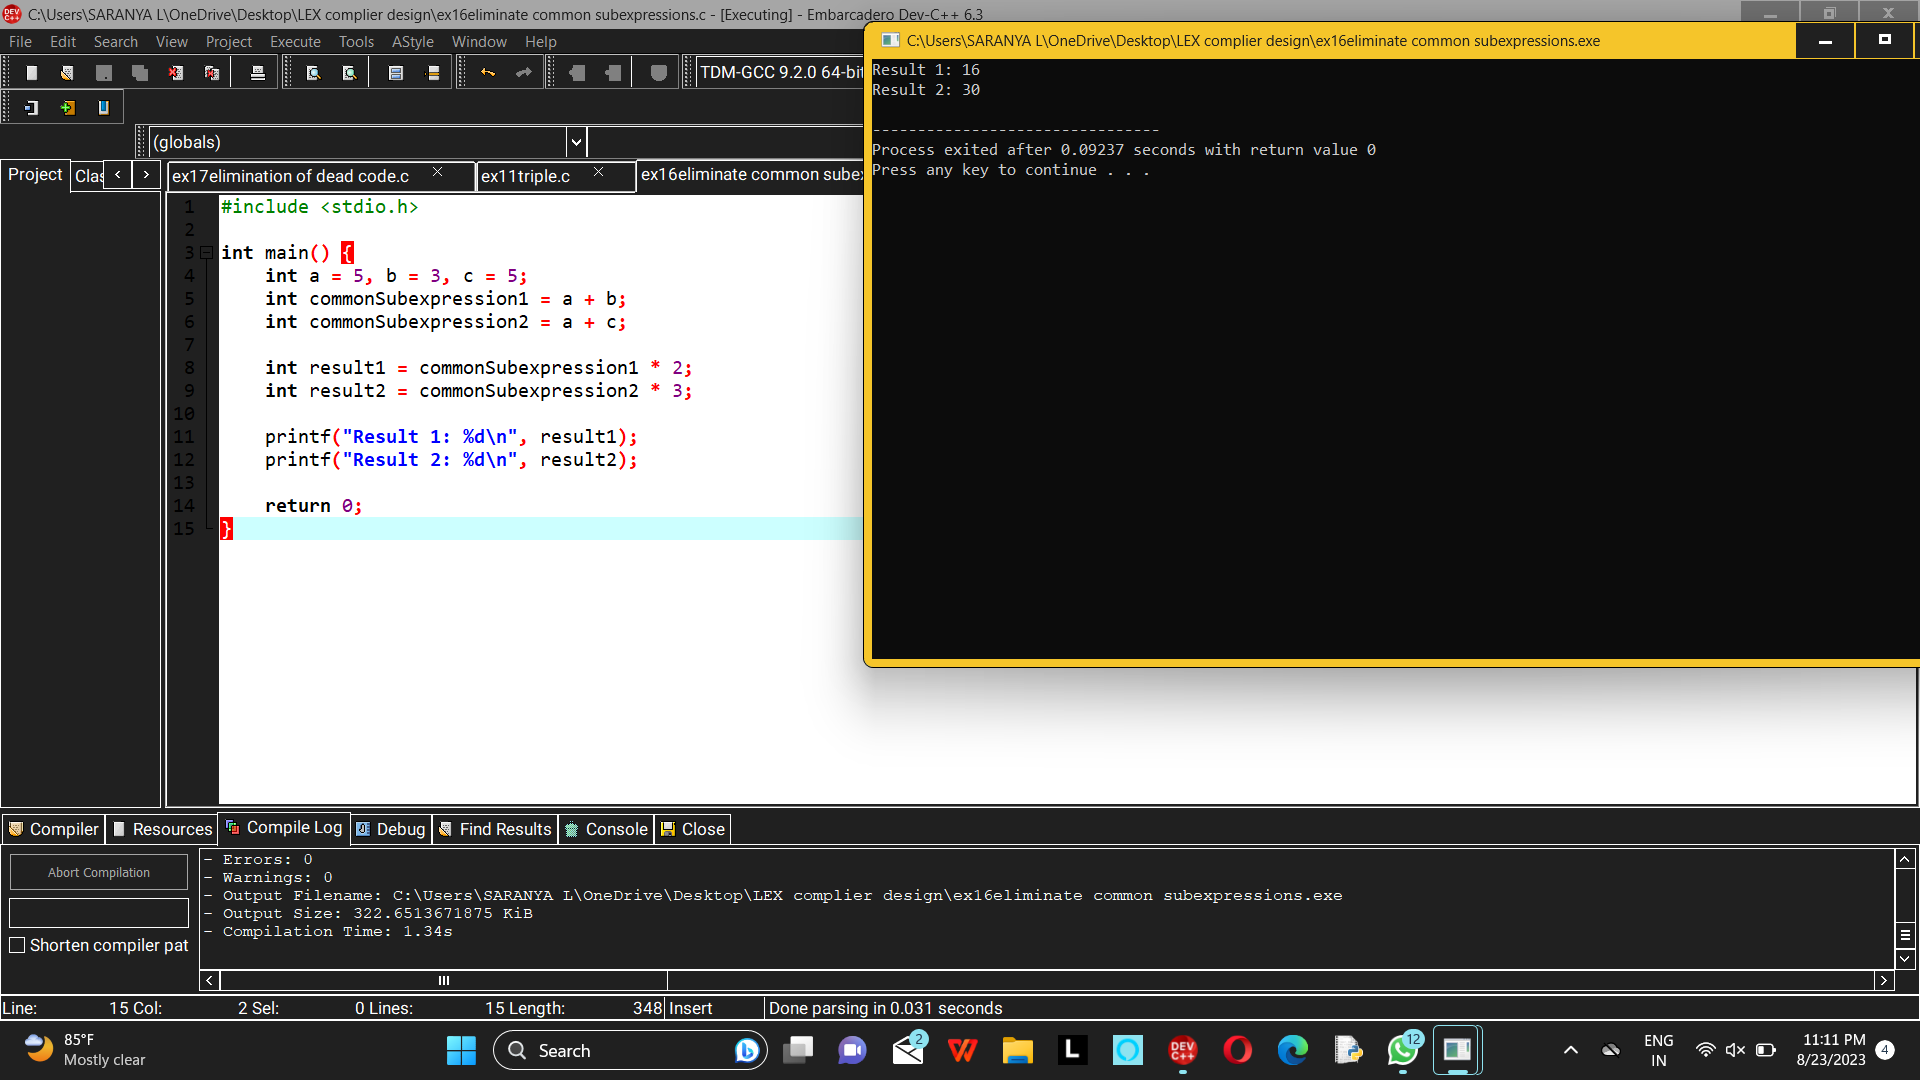 C:\Users\SARANYA L\OneDrive\Desktop\LEX complier design\ex16eliminate common subexpressions.c - [Executing] - Embarcadero Dev-C++ 6.3
File Edit Search View Project Execute Tools AStyle Window Help
TDM-GCC 9.2.0 64-bit
(globals)
Project Clas
ex17elimination of dead code.c ex11triple.c ex16eliminate common subex
1 #include <stdio.h>
2
3 int main() {
4 int a = 5, b = 3, c = 5;
5 int commonSubexpression1 = a + b;
6 int commonSubexpression2 = a + c;
7
8 int result1 = commonSubexpression1 * 2;
9 int result2 = commonSubexpression2 * 3;
10
11 printf("Result 1: %d\n", result1);
12 printf("Result 2: %d\n", result2);
13
14 return 0;
15 }
C:\Users\SARANYA L\OneDrive\Desktop\LEX complier design\ex16eliminate common subexpressions.exe
Result 1: 16
Result 2: 30
--------------------------------
Process exited after 0.09237 seconds with return value 0
Press any key to continue . . .
Compiler Resources Compile Log Debug Find Results Console Close
Abort Compilation
Shorten compiler pat
- Errors: 0
- Warnings: 0
- Output Filename: C:\Users\SARANYA L\OneDrive\Desktop\LEX complier design\ex16eliminate common subexpressions.exe
- Output Size: 322.6513671875 KiB
- Compilation Time: 1.34s
Line: 15 Col: 2 Sel: 0 Lines: 15 Length: 348 Insert Done parsing in 0.031 seconds
85°F
Mostly clear
Search
2
L
DEV C++
12
ENG
IN
11:11 PM
8/23/2023
4